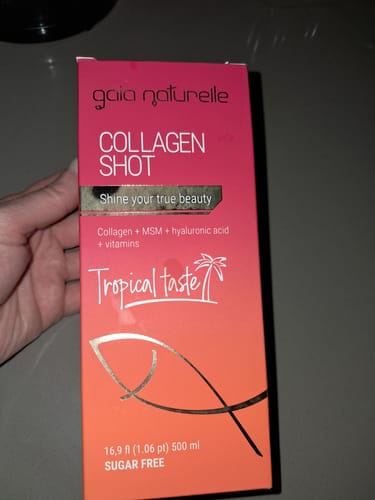 gaia naturelle
COLLAGEN
SHOT
Shine your true beauty
Collagen + MSM + hyaluronic acid
+ vitamins
Tropical taste
16,9 fl (1.06 pt) 500 ml
SUGAR FREE